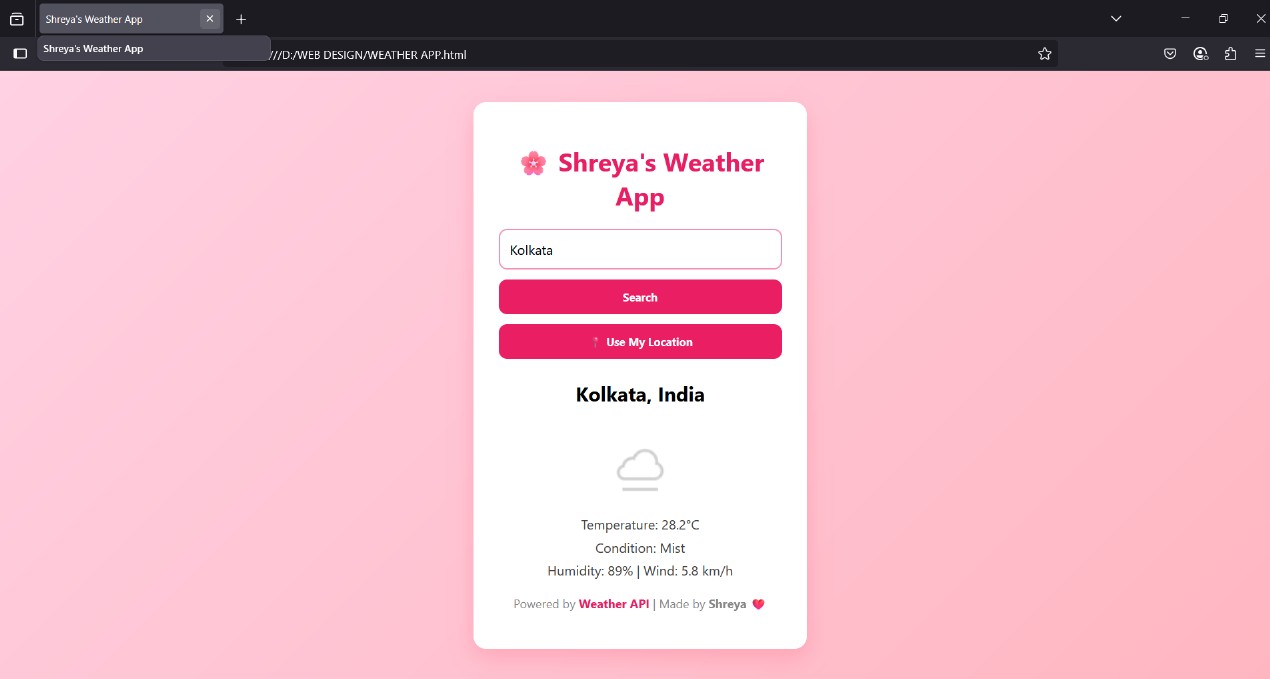 Shreya's Weather App
Shreya's Weather App
///D:/WEB DESIGN/WEATHER APP.html
🌸 Shreya's Weather
App
Kolkata
Search
📍 Use My Location
Kolkata, India
Temperature: 28.2°C
Condition: Mist
Humidity: 89% | Wind: 5.8 km/h
Powered by Weather API | Made by Shreya ❤️